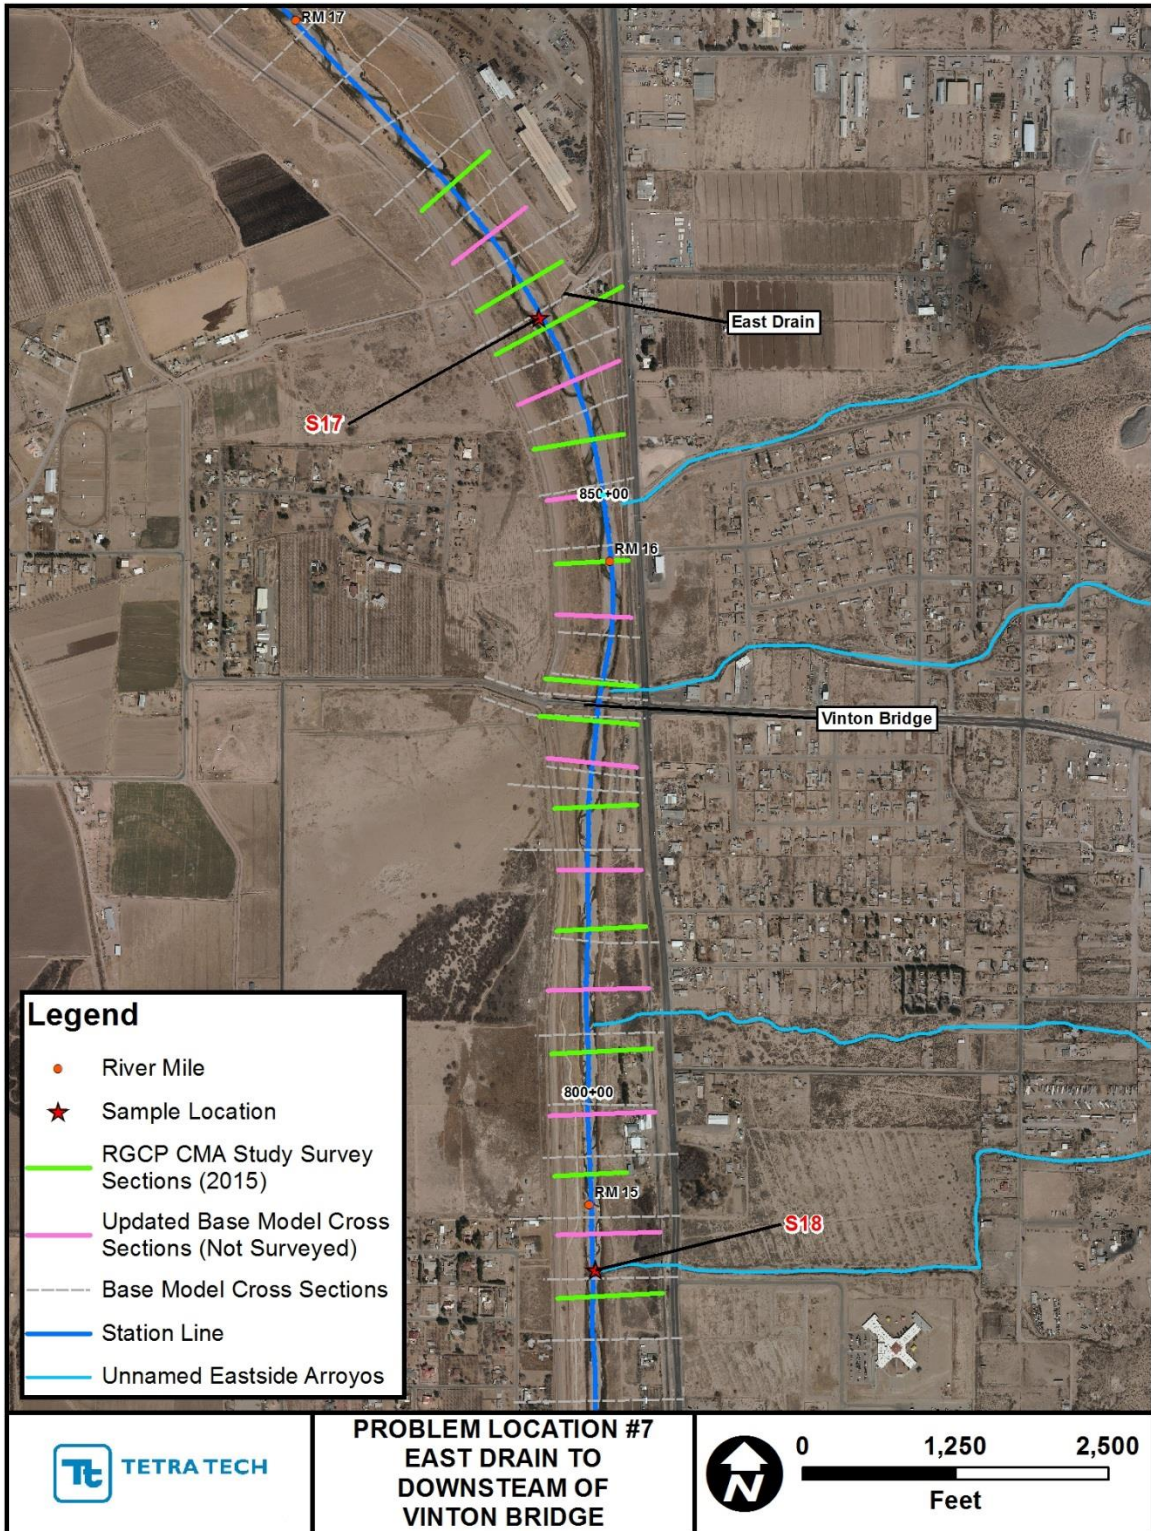 RM 17
East Drain
S17
850+00
RM 16
Vinton Bridge
800+00
RM 15
S18
Legend
River Mile
Sample Location
RGCP CMA Study Survey
Sections (2015)
Updated Base Model Cross
Sections (Not Surveyed)
Base Model Cross Sections
Station Line
Unnamed Eastside Arroyos
Tt TETRA TECH
PROBLEM LOCATION #7
EAST DRAIN TO
DOWNSTEAM OF
VINTON BRIDGE
N
0 1,250 2,500
Feet